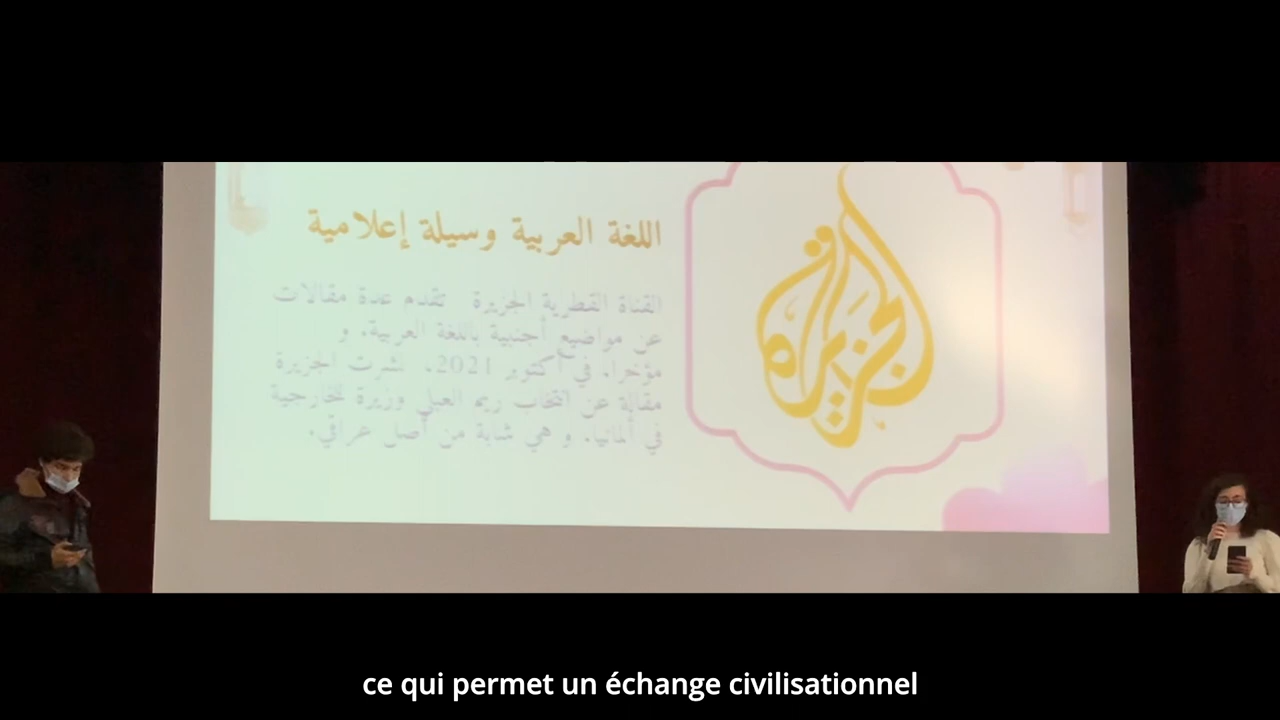 اللغة العربية وسيلة إعلامية
القناة القطرية الجزيرة تقدم عدة مقالات
عن مواضيع أجنبية باللغة العربية. و
مؤخرا، في أكتوبر 2021، نشرت الجزيرة
مقالة عن انتخاب ريم العبلي وزيرة للخارجية
في ألمانيا. و هي شابة من أصل عراقي.
الجزيرة
ce qui permet un échange civilisationnel